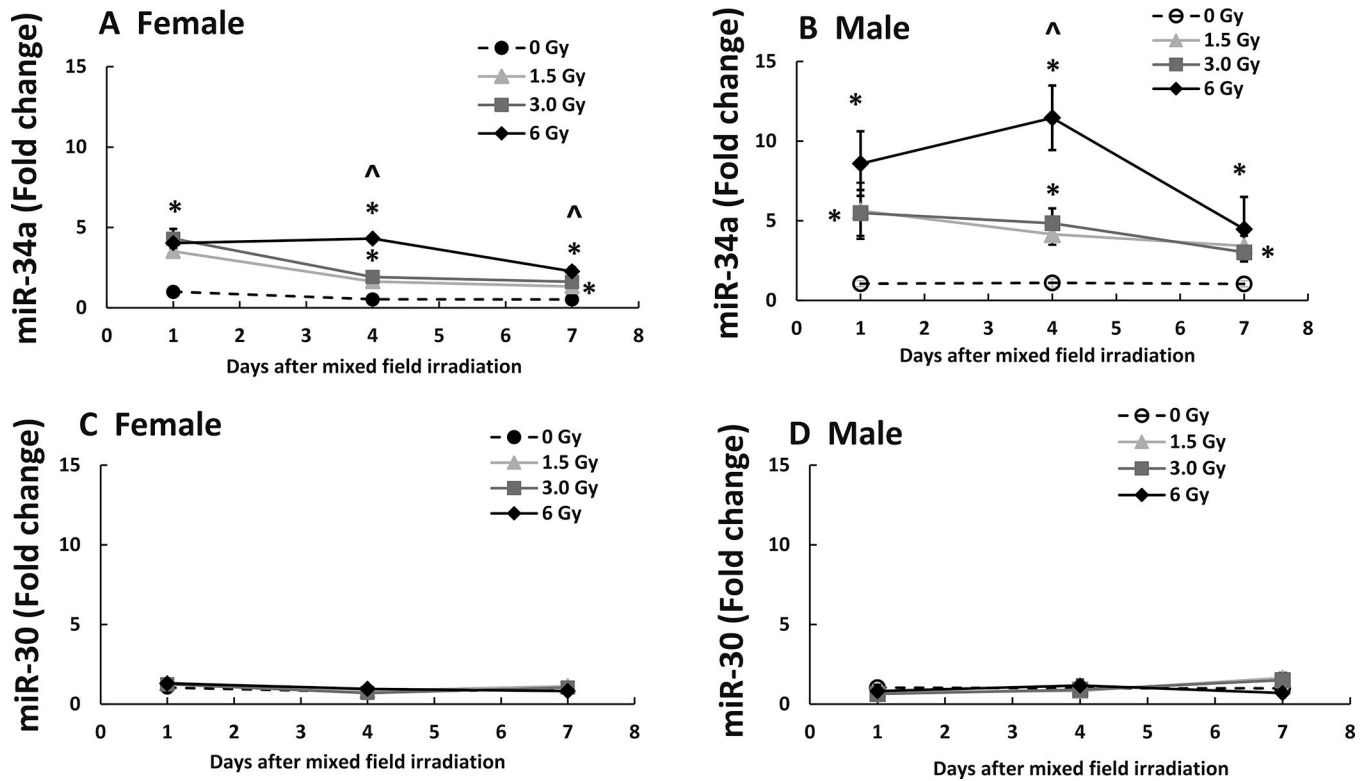 A Female
0 Gy
1.5 Gy
3.0 Gy
6 Gy
miR-34a (Fold change)
15
10
5
0
^
^
*
*
*
*
*
0 1 2 3 4 5 6 7 8
Days after mixed field irradiation
B Male
0 Gy
1.5 Gy
3.0 Gy
6 Gy
miR-34a (Fold change)
15
10
5
0
^
*
*
*
*
*
*
0 1 2 3 4 5 6 7 8
Days after mixed field irradiation
C Female
0 Gy
1.5 Gy
3.0 Gy
6 Gy
miR-30 (Fold change)
15
10
5
0
0 1 2 3 4 5 6 7 8
Days after mixed field irradiation
D Male
0 Gy
1.5 Gy
3.0 Gy
6 Gy
miR-30 (Fold change)
15
10
5
0
0 1 2 3 4 5 6 7 8
Days after mixed field irradiation